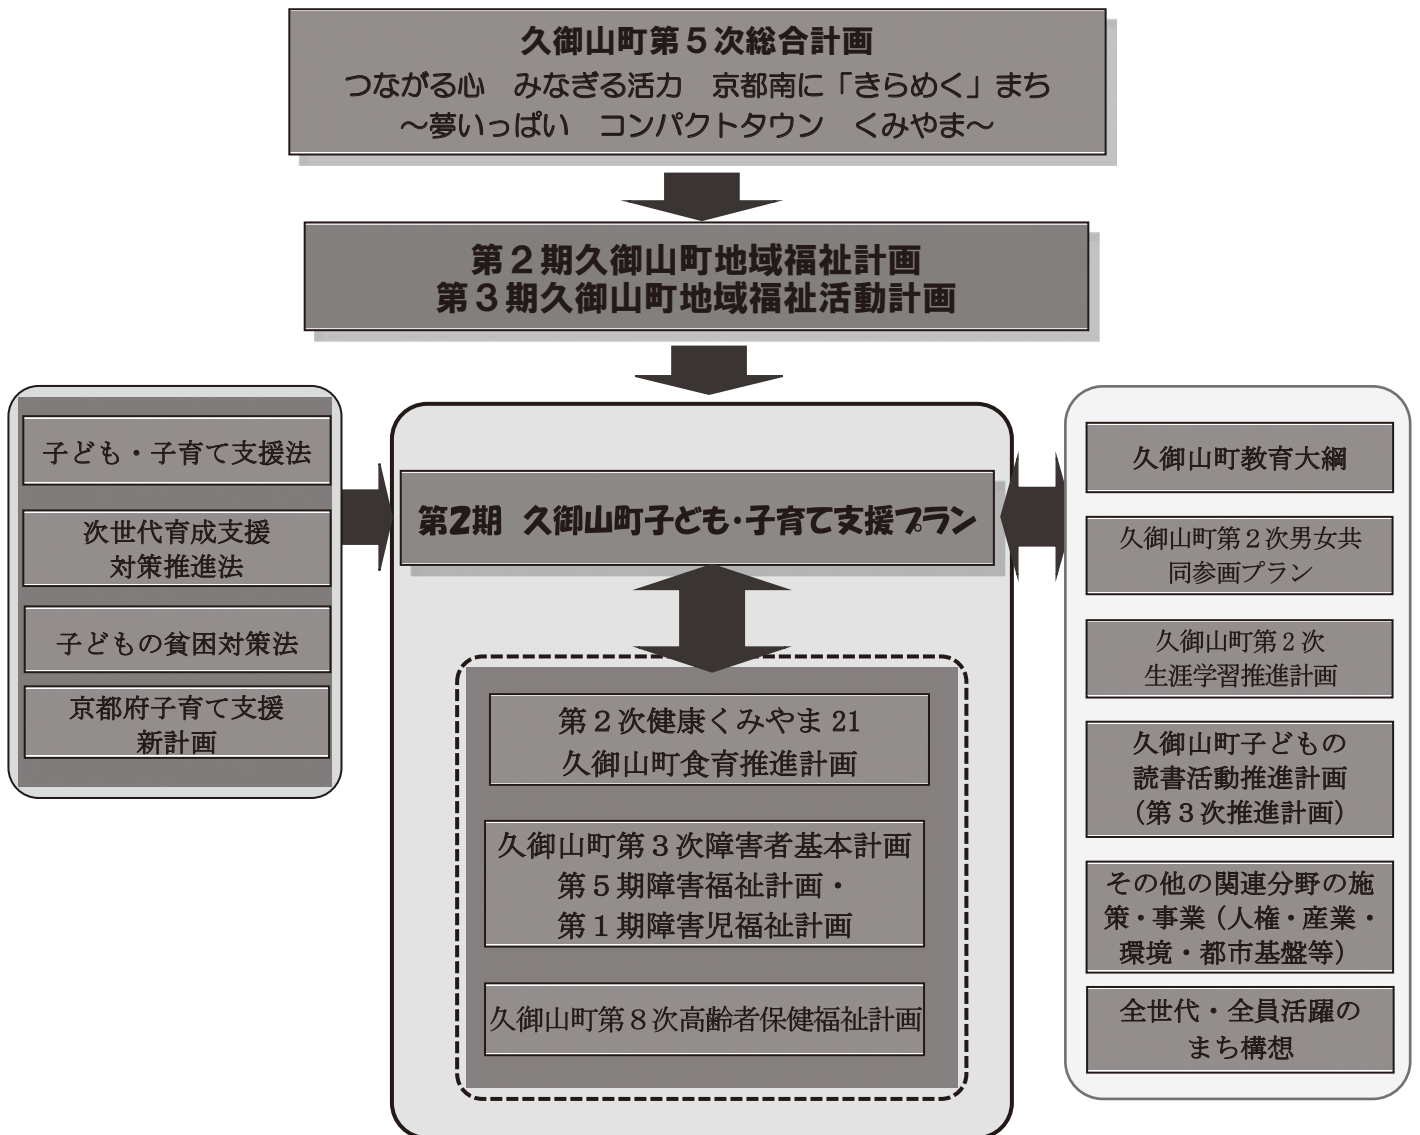 久御山町第５次総合計画
つながる心　みなぎる活力　京都南に「きらめく」まち
～夢いっぱい　コンパクトタウン　くみやま～
第２期久御山町地域福祉計画
第３期久御山町地域福祉活動計画
子ども・子育て支援法
次世代育成支援
対策推進法
子どもの貧困対策法
京都府子育て支援
新計画
第2期　久御山町子ども・子育て支援プラン
第２次健康くみやま 21
久御山町食育推進計画
久御山町第３次障害者基本計画
第５期障害福祉計画・
第１期障害児福祉計画
久御山町第８次高齢者保健福祉計画
久御山町教育大綱
久御山町第２次男女共
同参画プラン
久御山町第２次
生涯学習推進計画
久御山町子どもの
読書活動推進計画
（第３次推進計画）
その他の関連分野の施
策・事業（人権・産業・
環境・都市基盤等）
全世代・全員活躍の
まち構想